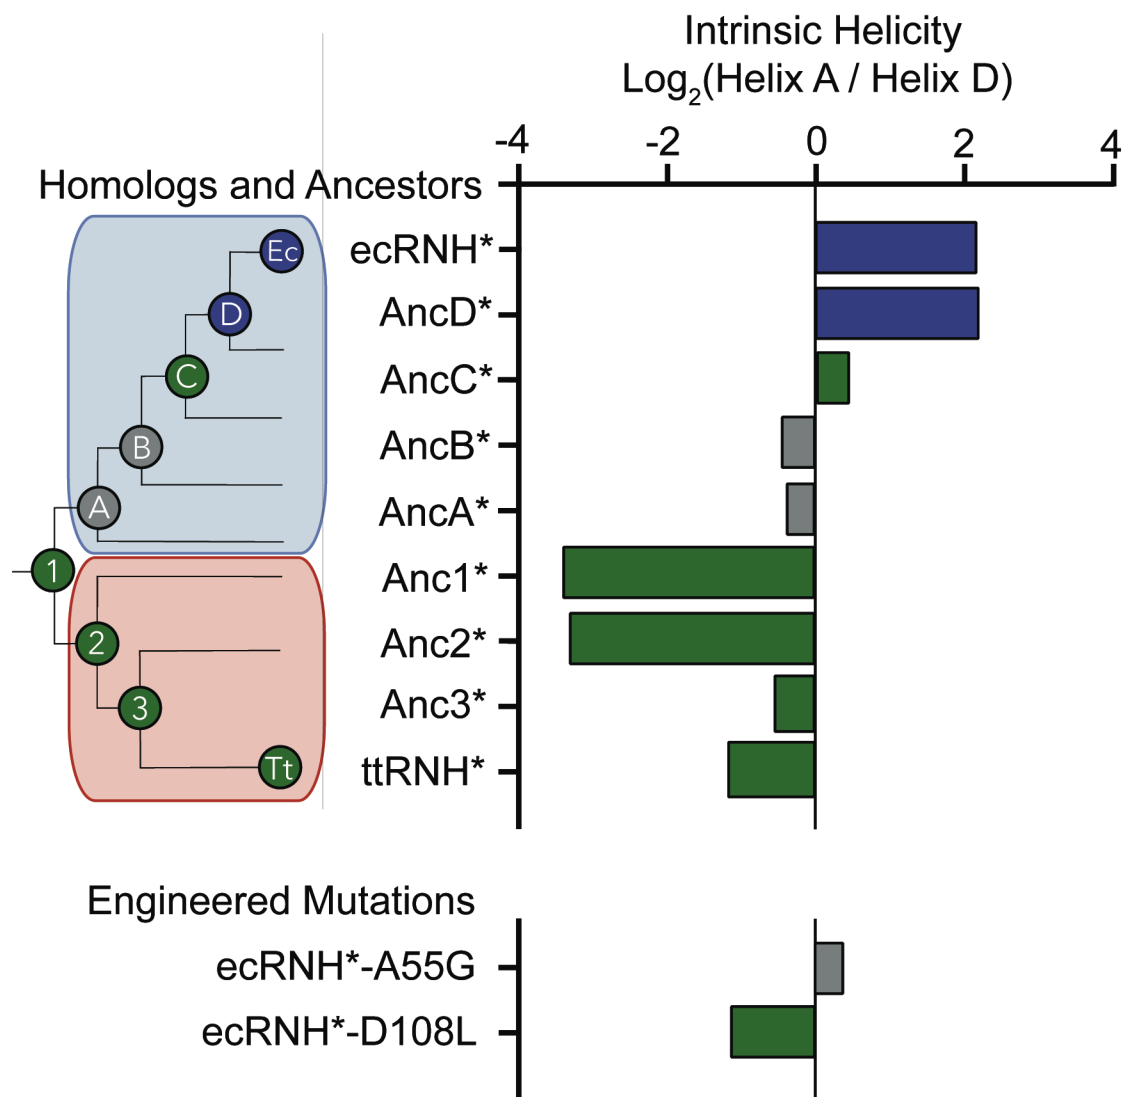 Intrinsic Helicity
Log2(Helix A / Helix D)
-4 -2 0 2 4
Homologs and Ancestors
Ec ecRNH*
D AncD*
C AncC*
B AncB*
A AncA*
1 Anc1*
2 Anc2*
3 Anc3*
Tt ttRNH*
Engineered Mutations
ecRNH*-A55G
ecRNH*-D108L